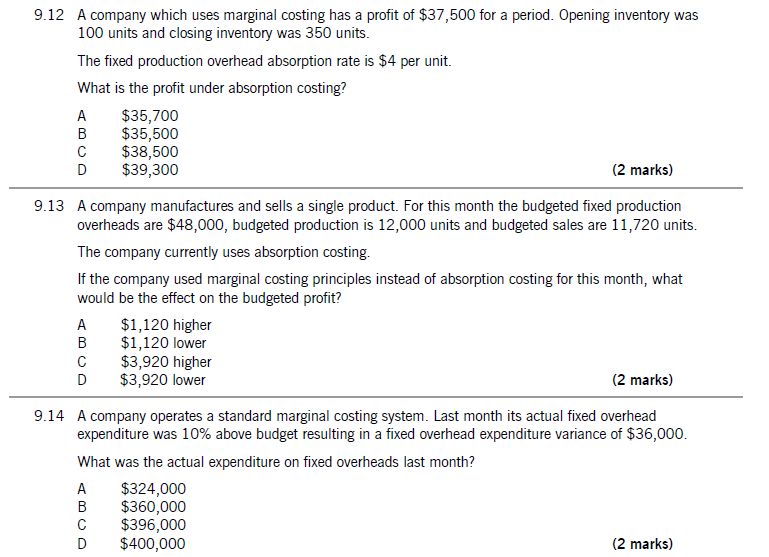 9.12 A company which uses marginal costing has a profit of $37,500 for a period. Opening inventory was
100 units and closing inventory was 350 units.
The fixed production overhead absorption rate is $4 per unit.
What is the profit under absorption costing?
A $35,700
B $35,500
C $38,500
D $39,300 (2 marks)
9.13 A company manufactures and sells a single product. For this month the budgeted fixed production
overheads are $48,000, budgeted production is 12,000 units and budgeted sales are 11,720 units.
The company currently uses absorption costing.
If the company used marginal costing principles instead of absorption costing for this month, what
would be the effect on the budgeted profit?
A $1,120 higher
B $1,120 lower
C $3,920 higher
D $3,920 lower (2 marks)
9.14 A company operates a standard marginal costing system. Last month its actual fixed overhead
expenditure was 10% above budget resulting in a fixed overhead expenditure variance of $36,000.
What was the actual expenditure on fixed overheads last month?
A $324,000
B $360,000
C $396,000
D $400,000 (2 marks)